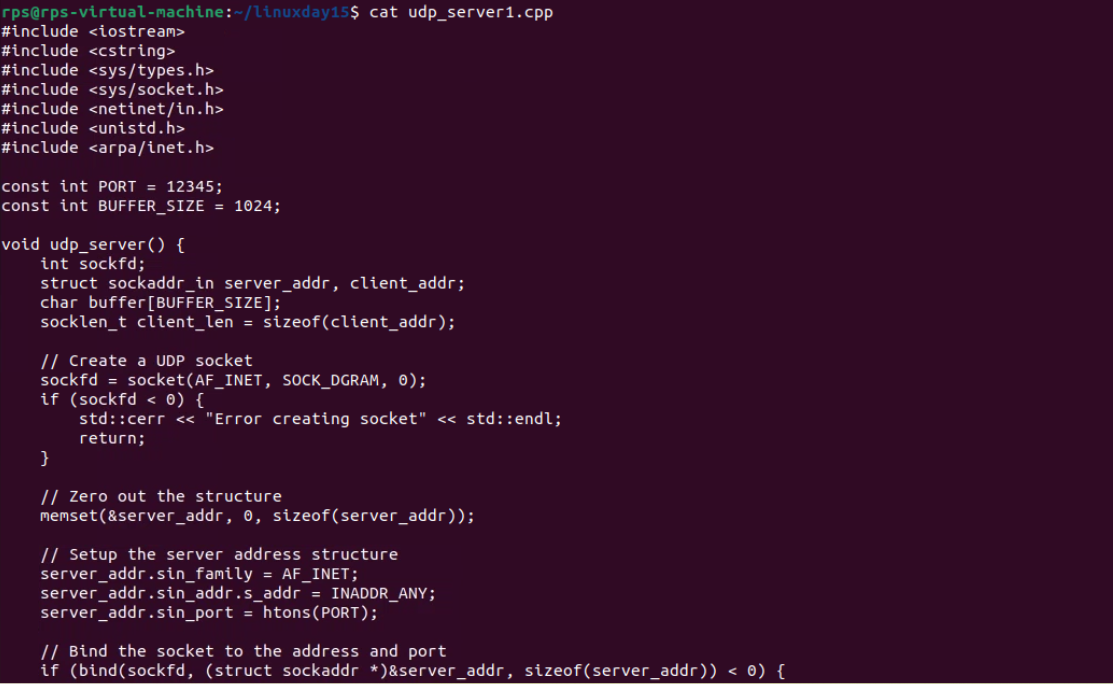 rps@rps-virtual-machine:~/linuxday15$ cat udp_server1.cpp
#include <iostream>
#include <cstring>
#include <sys/types.h>
#include <sys/socket.h>
#include <netinet/in.h>
#include <unistd.h>
#include <arpa/inet.h>

const int PORT = 12345;
const int BUFFER_SIZE = 1024;

void udp_server() {
    int sockfd;
    struct sockaddr_in server_addr, client_addr;
    char buffer[BUFFER_SIZE];
    socklen_t client_len = sizeof(client_addr);

    // Create a UDP socket
    sockfd = socket(AF_INET, SOCK_DGRAM, 0);
    if (sockfd < 0) {
        std::cerr << "Error creating socket" << std::endl;
        return;
    }

    // Zero out the structure
    memset(&server_addr, 0, sizeof(server_addr));

    // Setup the server address structure
    server_addr.sin_family = AF_INET;
    server_addr.sin_addr.s_addr = INADDR_ANY;
    server_addr.sin_port = htons(PORT);

    // Bind the socket to the address and port
    if (bind(sockfd, (struct sockaddr *)&server_addr, sizeof(server_addr)) < 0) {